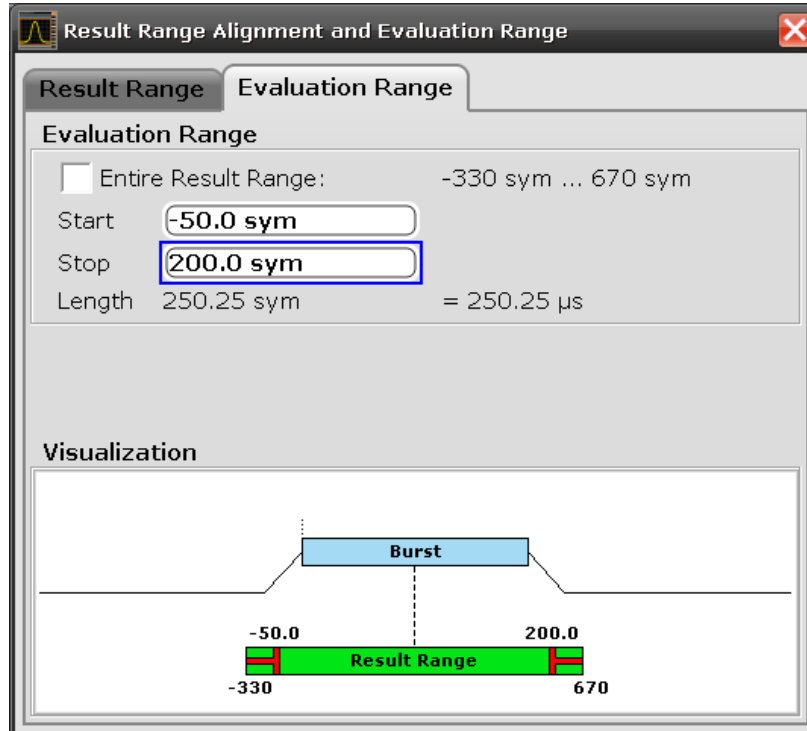 Result Range Alignment and Evaluation Range
Result Range Evaluation Range
Evaluation Range
Entire Result Range: -330 sym ... 670 sym
Start -50.0 sym
Stop 200.0 sym
Length 250.25 sym = 250.25 µs
Visualization
Burst
-50.0 200.0
Result Range
-330 670